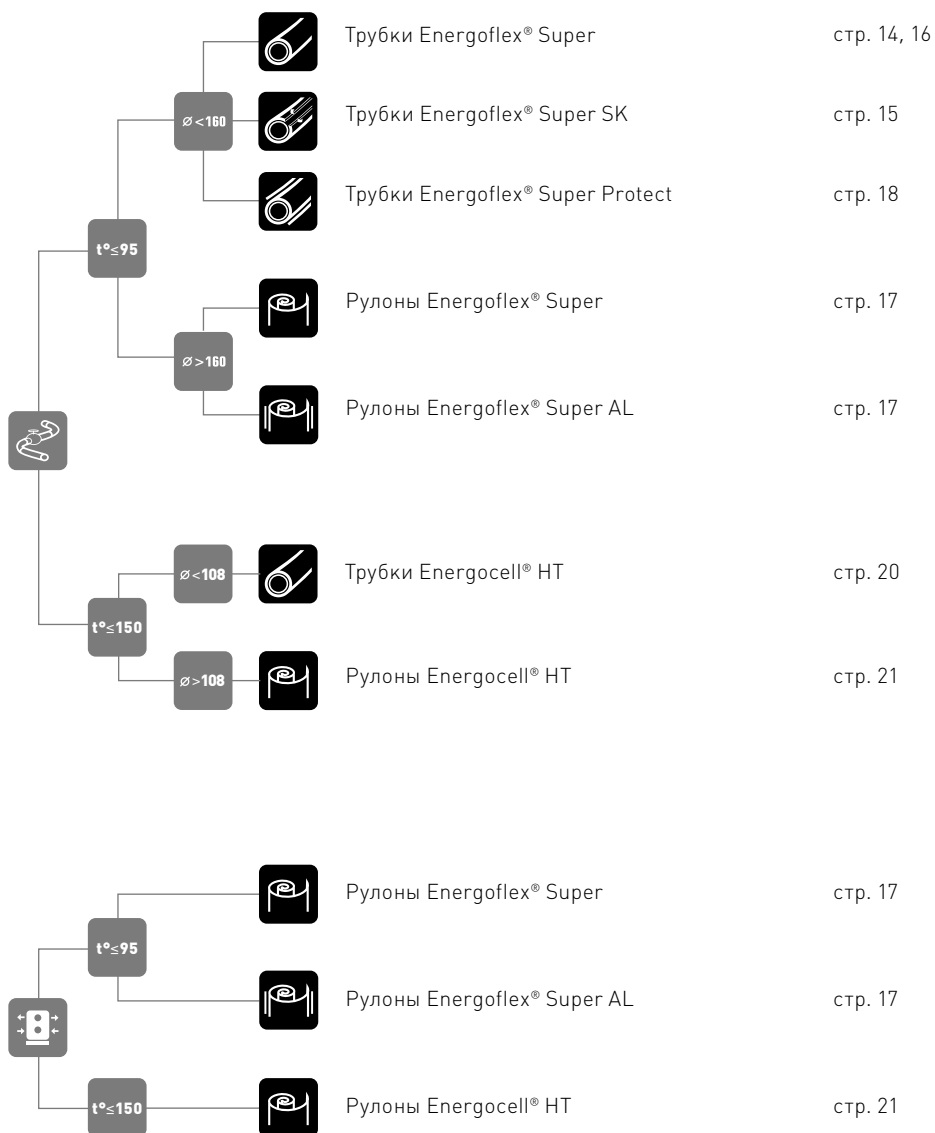 Трубки Energoflex® Super стр. 14, 16
ø<160 Трубки Energoflex® Super SK стр. 15
Трубки Energoflex® Super Protect стр. 18
t°≤95
Рулоны Energoflex® Super стр. 17
ø>160
Рулоны Energoflex® Super AL стр. 17
ø<108 Трубки Energocell® HT стр. 20
t°≤150
ø>108 Рулоны Energocell® HT стр. 21
Рулоны Energoflex® Super стр. 17
t°≤95
Рулоны Energoflex® Super AL стр. 17
t°≤150 Рулоны Energocell® HT стр. 21